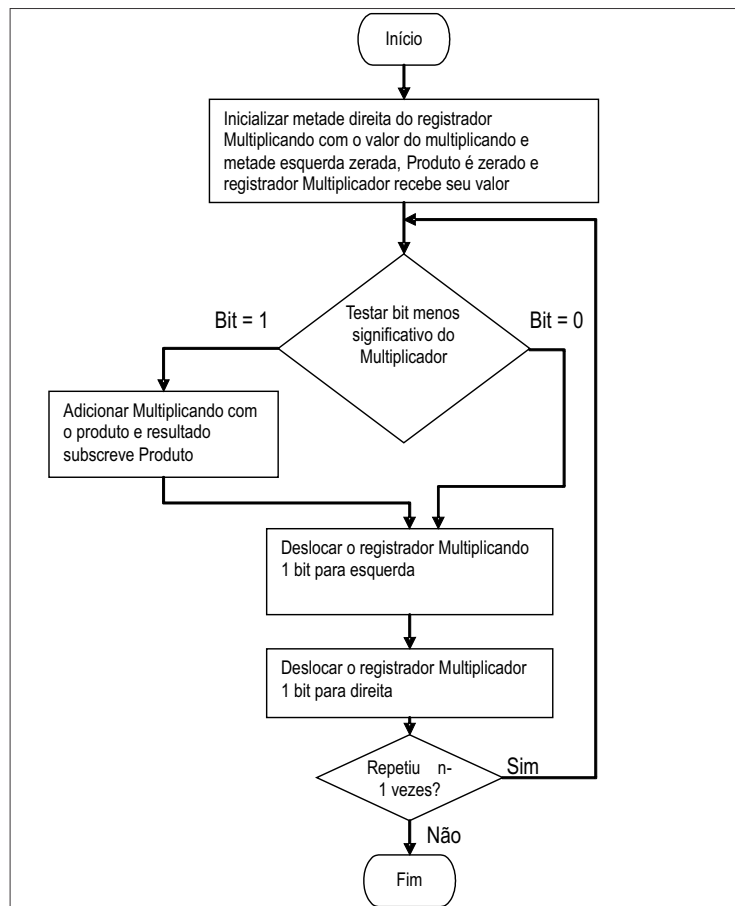 Início
Inicializar metade direita do registrador
Multiplicando com o valor do multiplicando e
metade esquerda zerada, Produto é zerado e
registrador Multiplicador recebe seu valor
Testar bit menos
significativo do
Multiplicador
Bit = 1
Bit = 0
Adicionar Multiplicando com
o produto e resultado
subscreve Produto
Deslocar o registrador Multiplicando
1 bit para esquerda
Deslocar o registrador Multiplicador
1 bit para direita
Repetiu n-
1 vezes?
Sim
Não
Fim